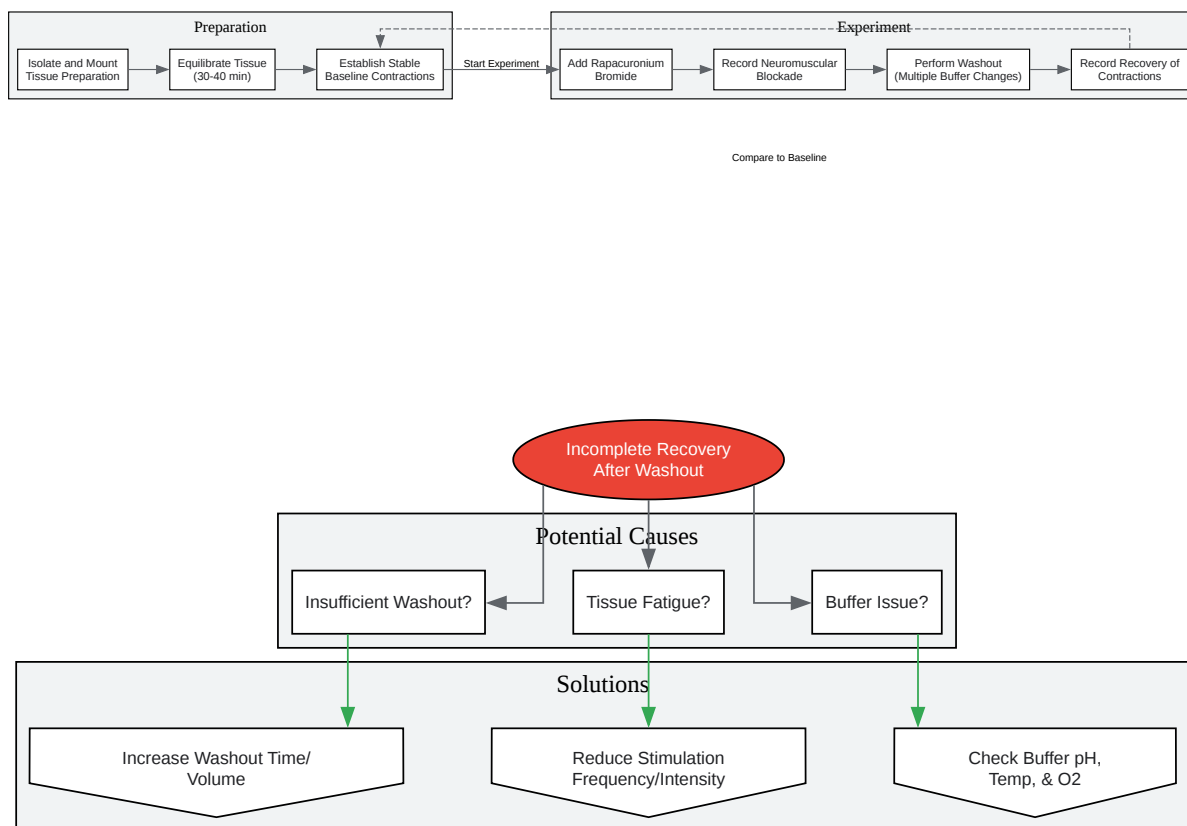 Preparation
Experiment
Isolate and Mount
Tissue Preparation
Equilibrate Tissue
(30-40 min)
Establish Stable
Baseline Contractions
Start Experiment
Add Rapacuronium
Bromide
Record Neuromuscular
Blockade
Perform Washout
(Multiple Buffer Changes)
Record Recovery of
Contractions
Compare to Baseline
Incomplete Recovery
After Washout
Potential Causes
Insufficient Washout?
Tissue Fatigue?
Buffer Issue?
Solutions
Increase Washout Time/
Volume
Reduce Stimulation
Frequency/Intensity
Check Buffer pH,
Temp, & O2